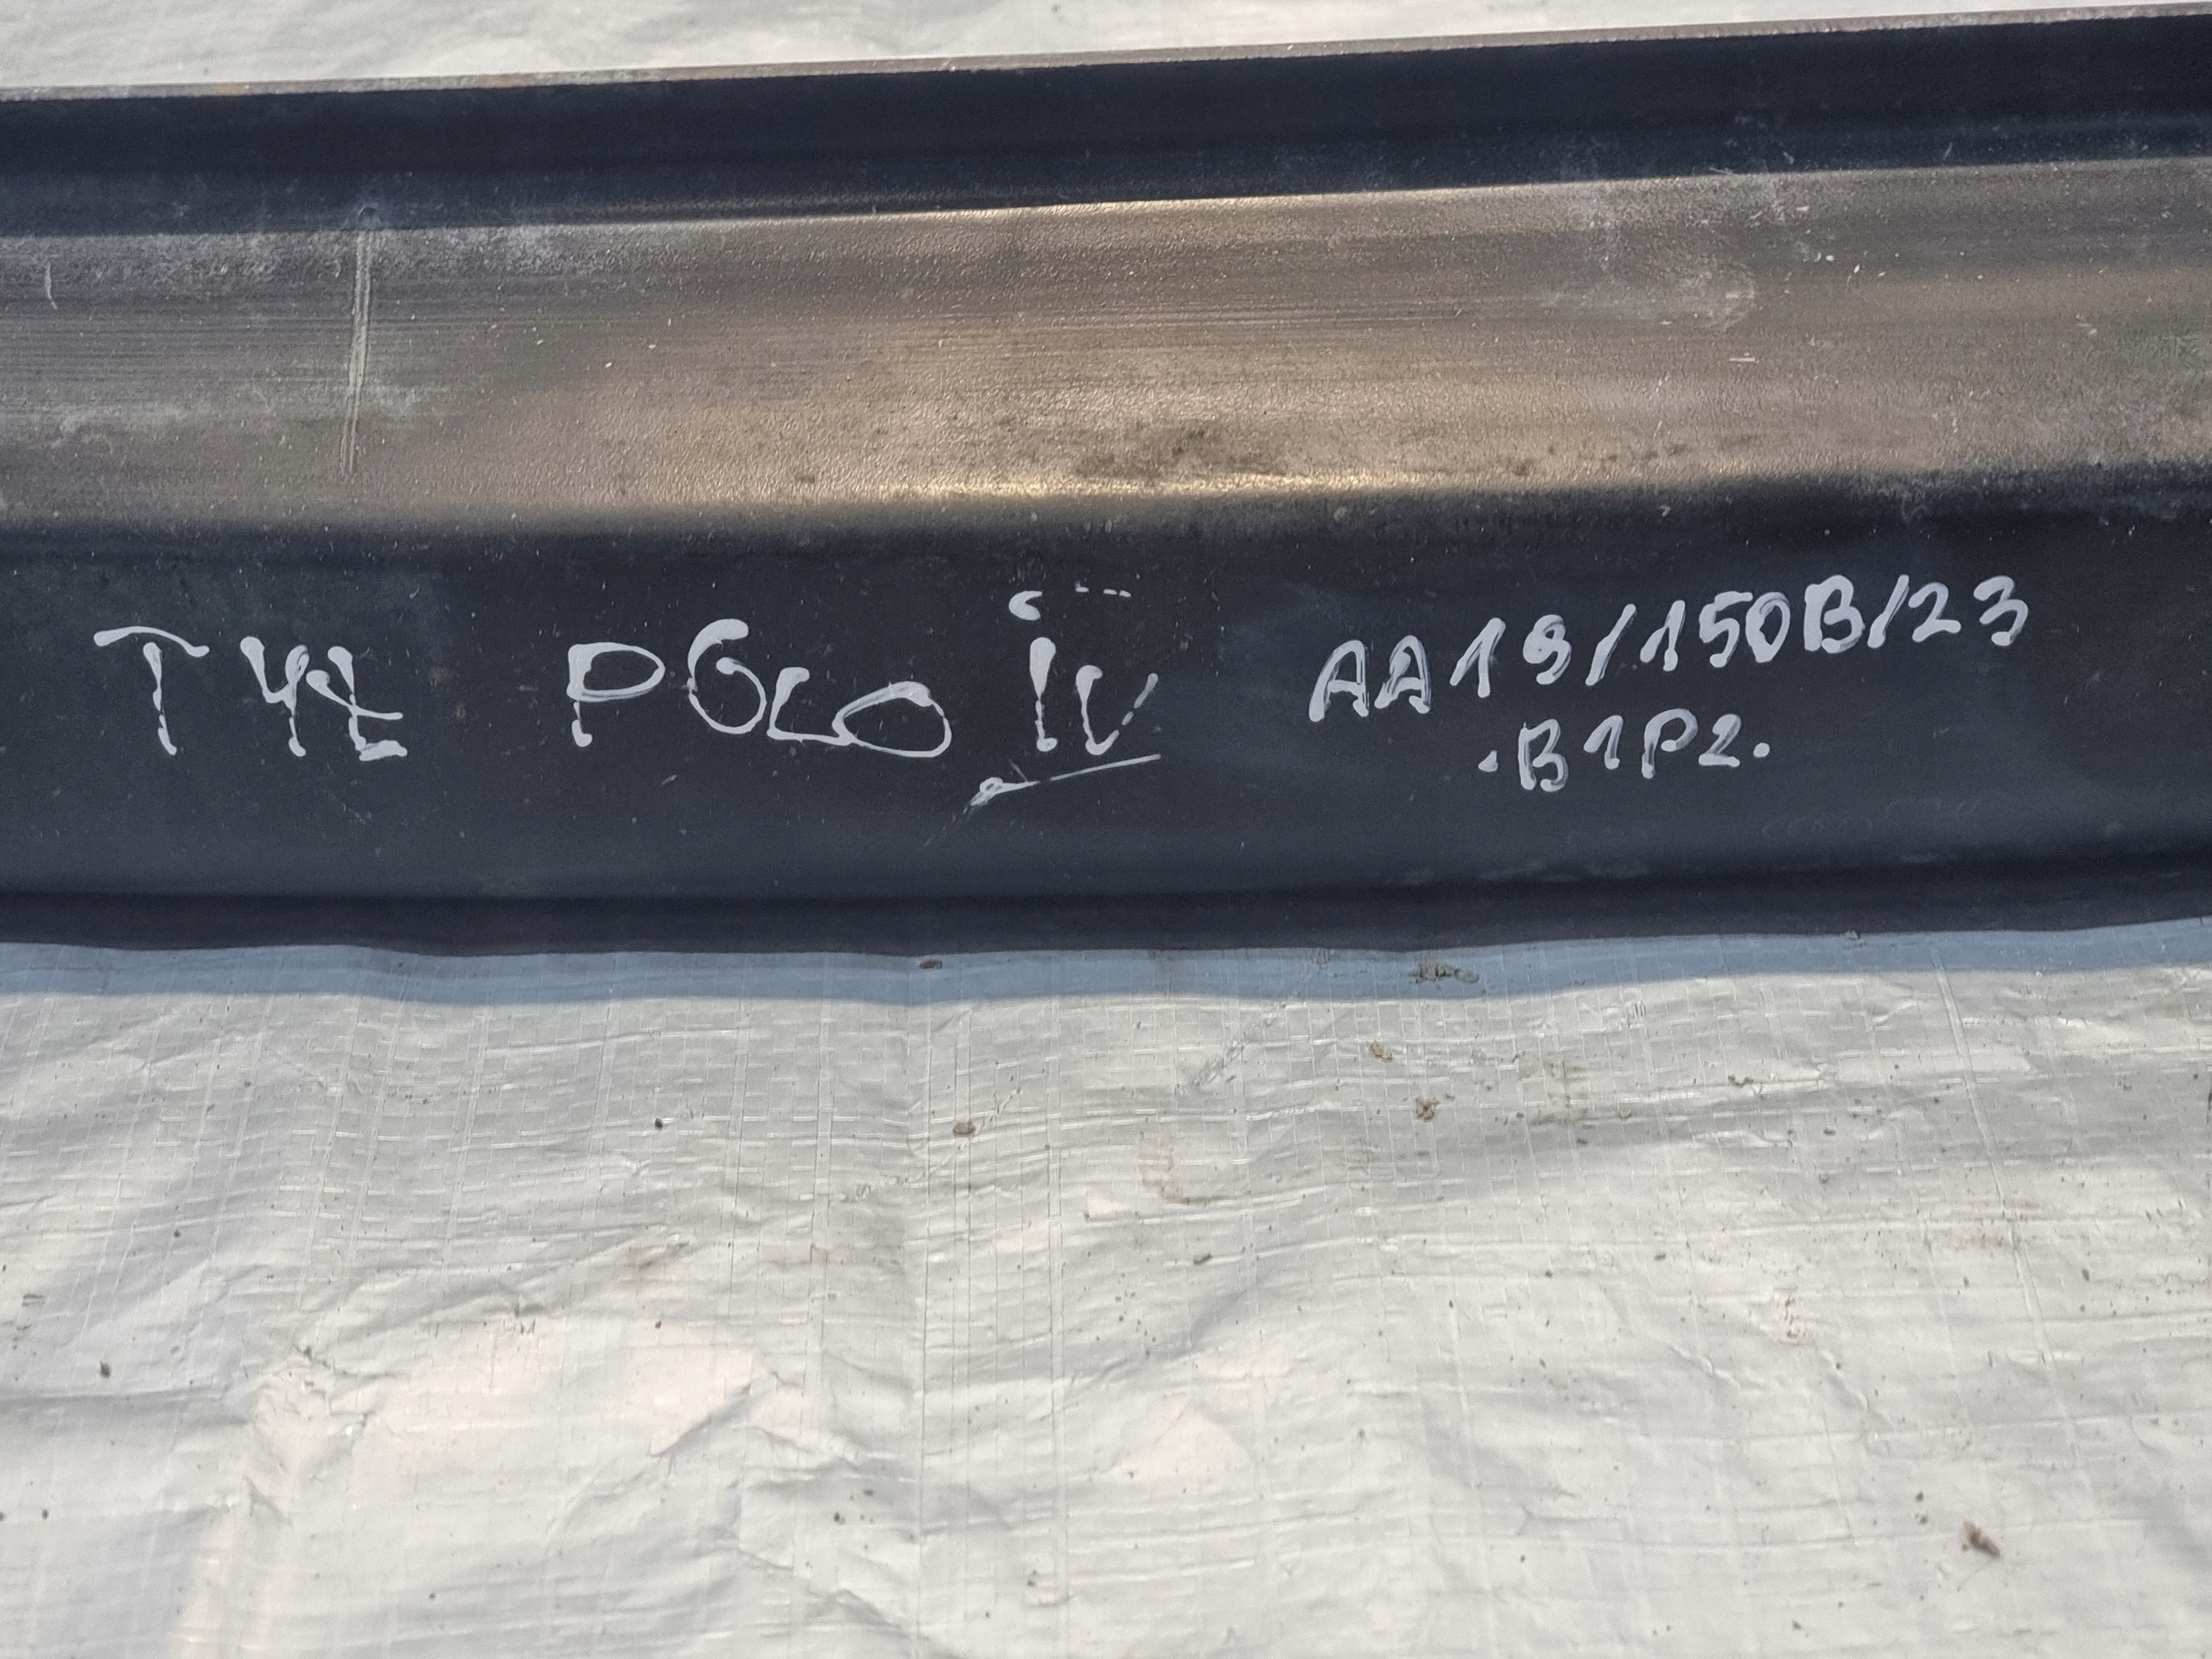 TYŁ POLO IV
AA19/150B/23
·B1P2·